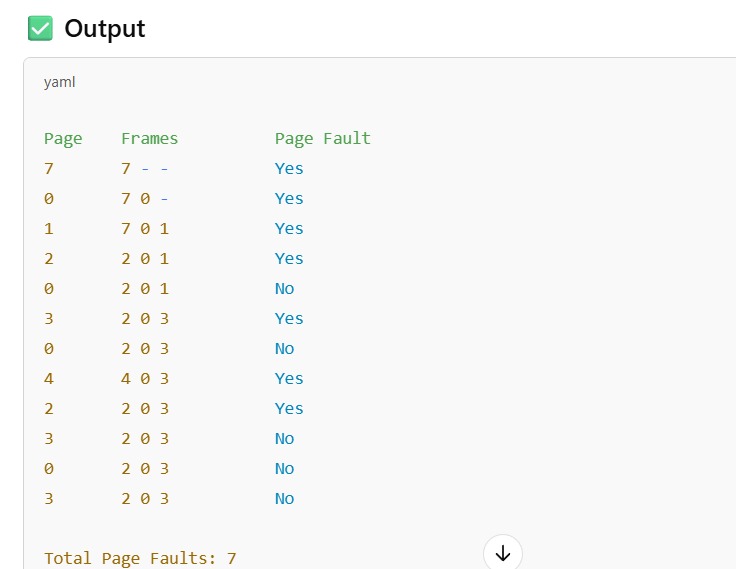 ✅ Output
yaml
Page    Frames          Page Fault
7       7 - -           Yes
0       7 0 -           Yes
1       7 0 1           Yes
2       2 0 1           Yes
0       2 0 1           No
3       2 0 3           Yes
0       2 0 3           No
4       4 0 3           Yes
2       2 0 3           Yes
3       2 0 3           No
0       2 0 3           No
3       2 0 3           No
Total Page Faults: 7